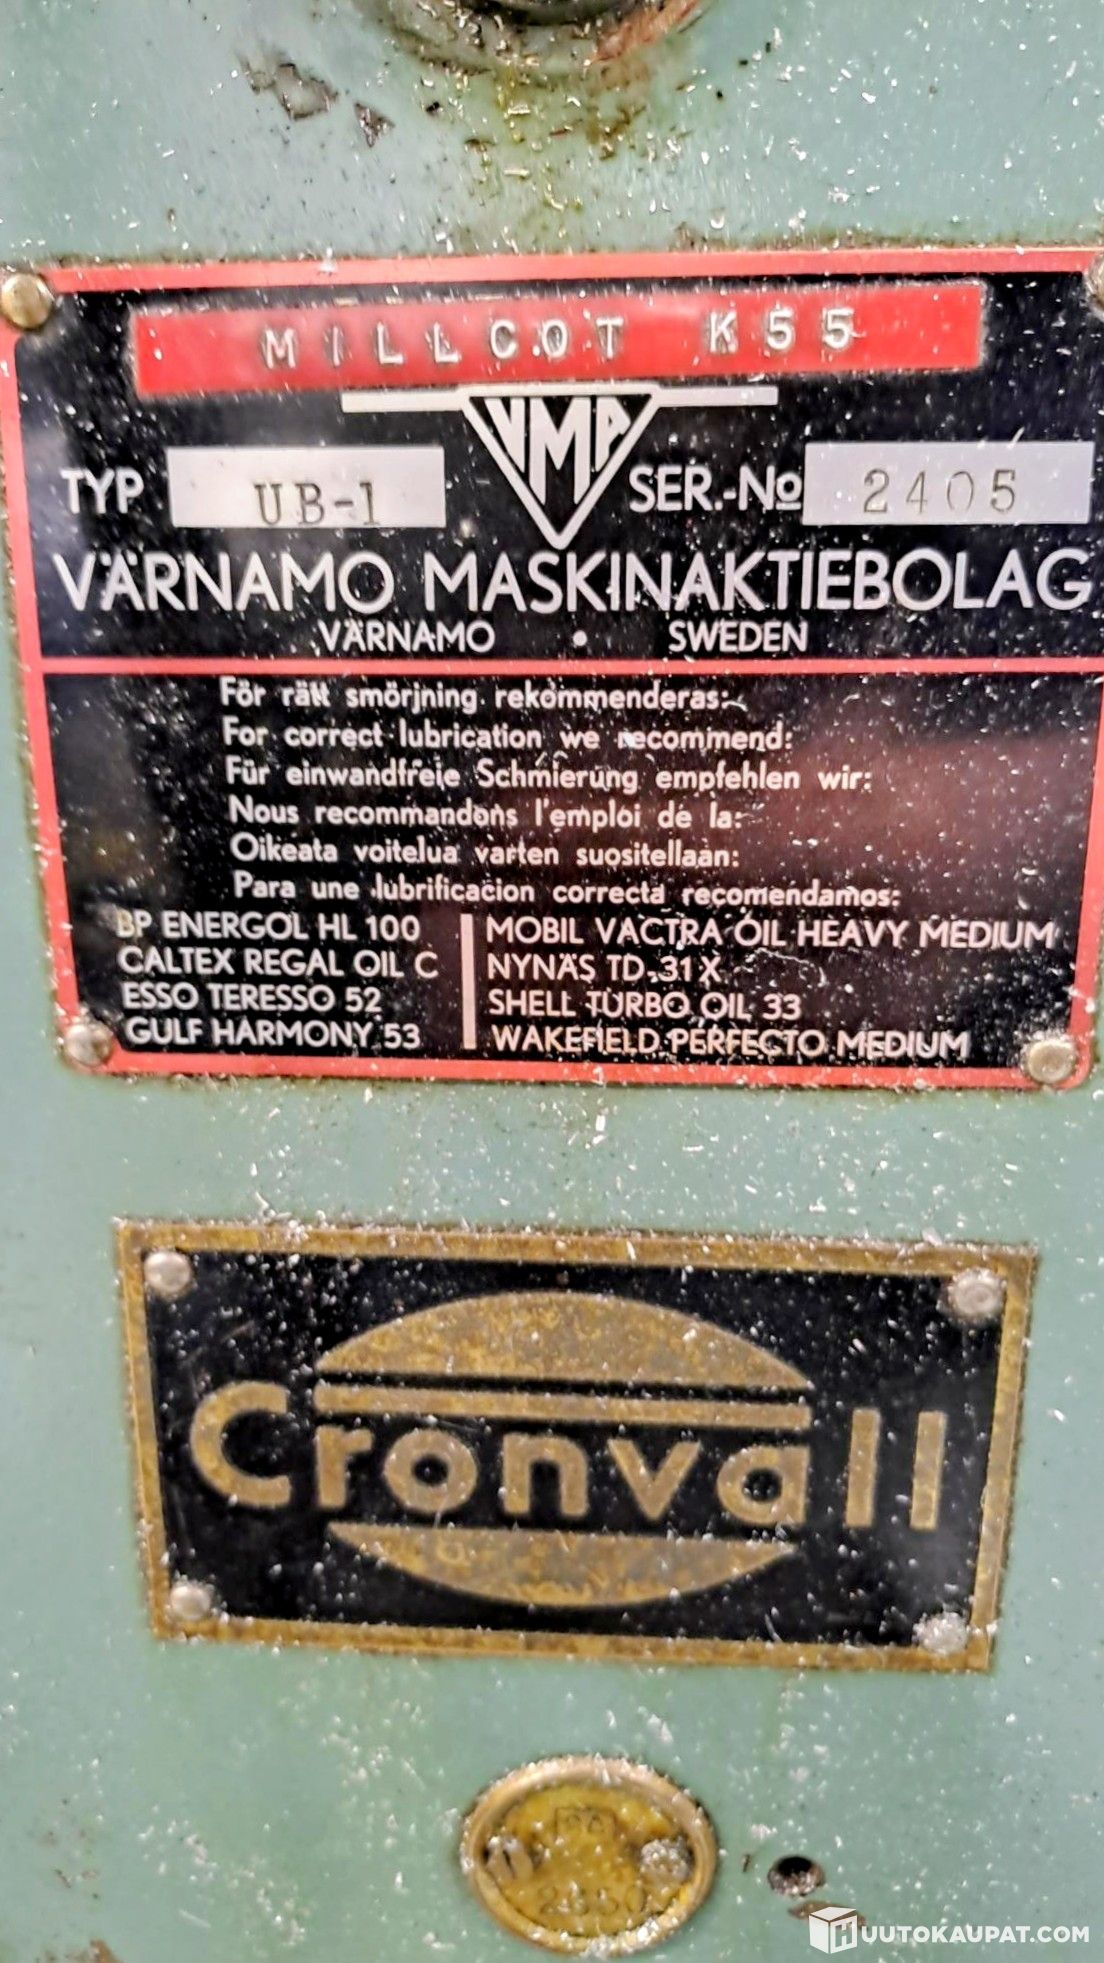 MILLCOT K55
VMA
TYP UB-1 SER.-No 2405
VÄRNAMO MASKINAKTIEBOLAG
VÄRNAMO • SWEDEN
För rätt smörjning rekommenderas:
For correct lubrication we recommend:
Für einwandfreie Schmierung empfehlen wir:
Nous recommandons l'emploi de la:
Oikeata voitelua varten suositellaan:
Para une lubrificacion correcta recomendamos:
BP ENERGOL HL 100
CALTEX REGAL OIL C
ESSO TERESSO 52
GULF HARMONY 53
MOBIL VACTRA OIL HEAVY MEDIUM
NYNÄS TD-31X
SHELL TURBO OIL 33
WAKEFIELD PERFECTO MEDIUM
Cronvall
HUUTOKAUPAT.COM